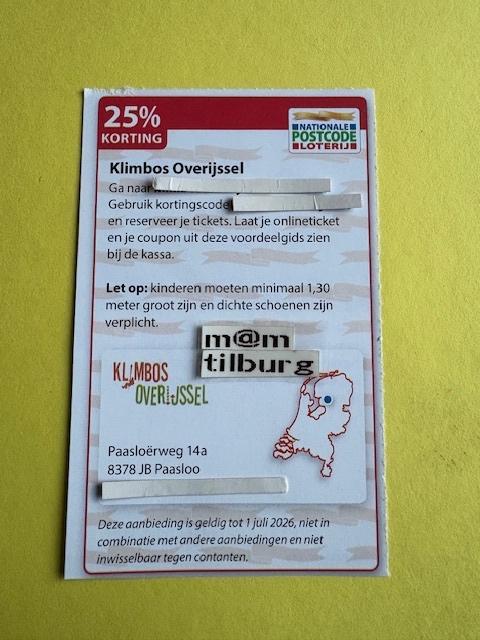 25%
KORTING
NATIONALE
POSTCODE
LOTERIJ
Klimbos Overijssel
Ga naar
Gebruik kortingscode
en reserveer je tickets. Laat je onlineticket
en je coupon uit deze voordeelgids zien
bij de kassa.
Let op: kinderen moeten minimaal 1,30
meter groot zijn en dichte schoenen zijn
verplicht.
m@m
tilburg
KLIMBOS
OVERIJSSEL
Paasloërweg 14a
8378 JB Paasloo
Deze aanbieding is geldig tot 1 juli 2026, niet in
combinatie met andere aanbiedingen en niet
inwisselbaar tegen contanten.